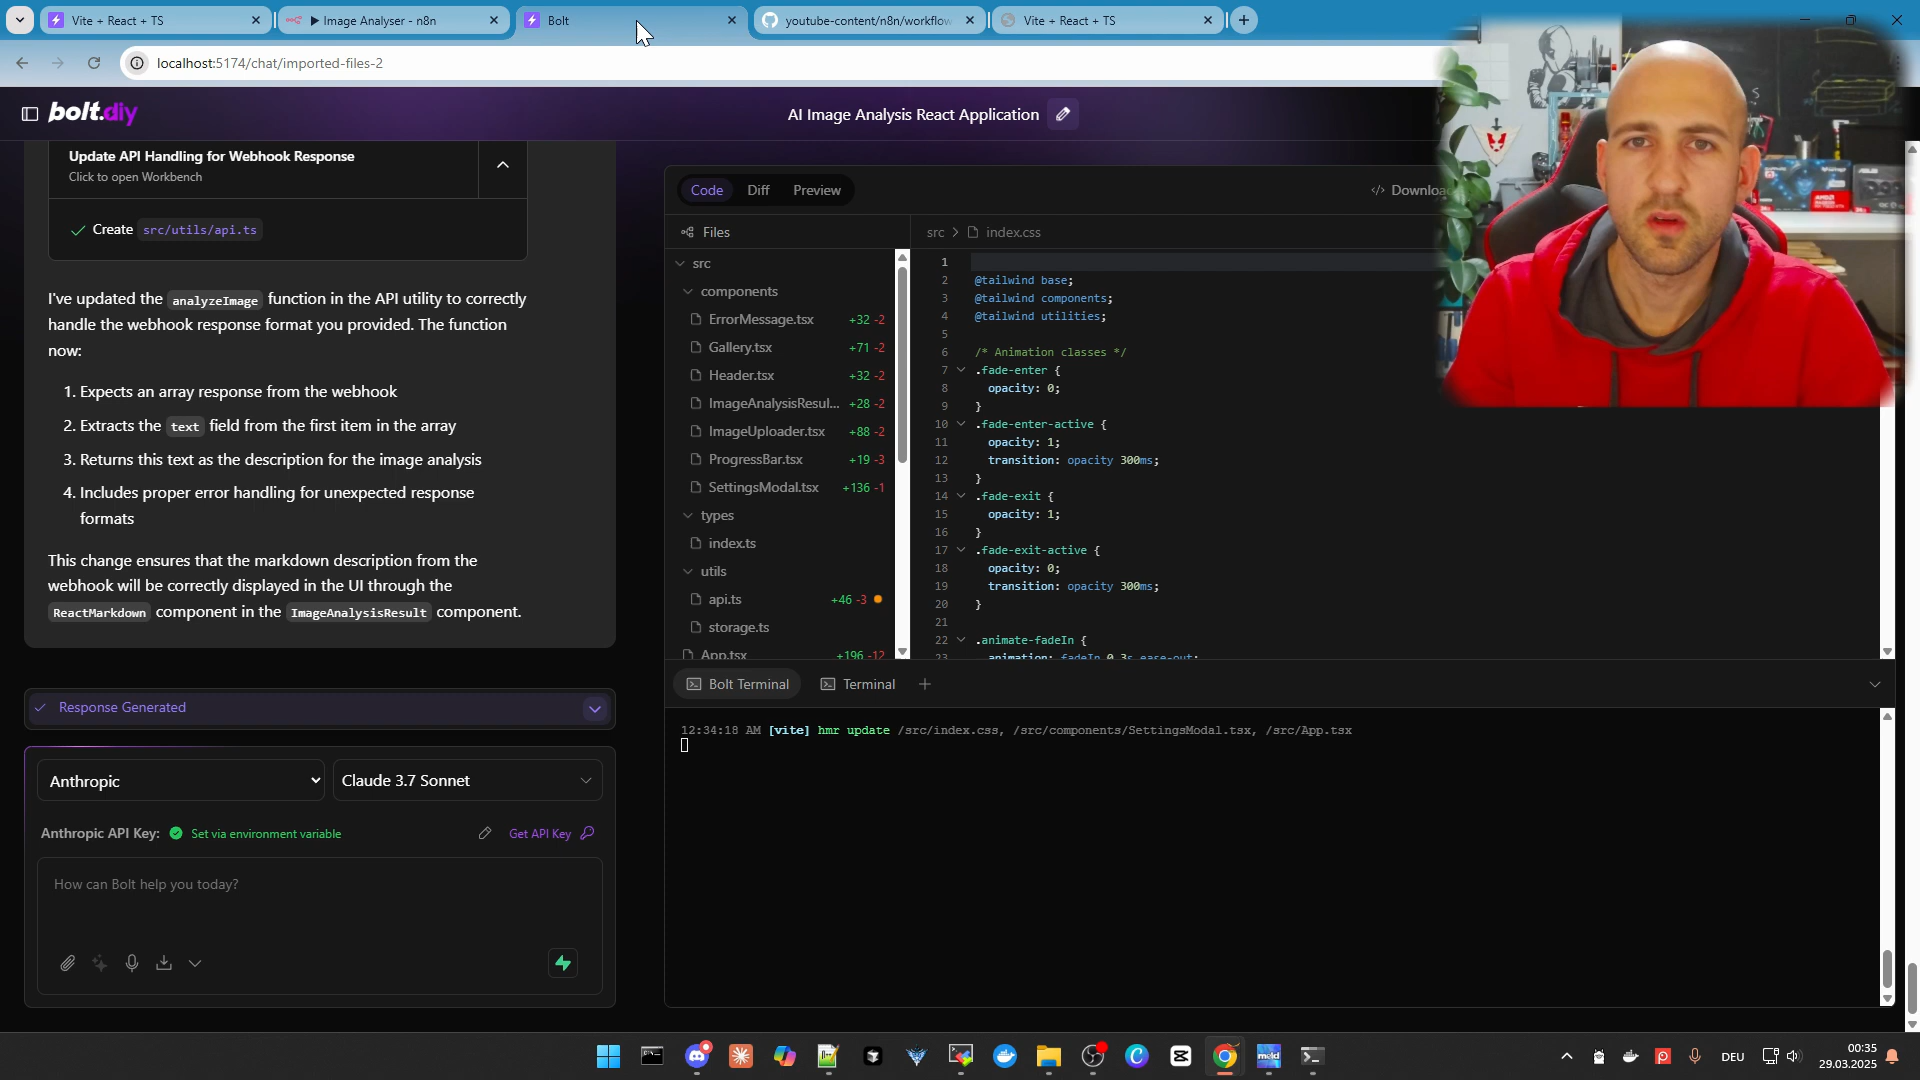 Vite + React + TS
Image Analyser - n8n
Bolt
youtube-content/n8n/workflow
Vite + React + TS
localhost:5174/chat/imported-files-2
bolt.diy
AI Image Analysis React Application
Update API Handling for Webhook Response
Click to open Workbench
Create src/utils/api.ts
I've updated the analyzeImage function in the API utility to correctly
handle the webhook response format you provided. The function
now:
1. Expects an array response from the webhook
2. Extracts the text field from the first item in the array
3. Returns this text as the description for the image analysis
4. Includes proper error handling for unexpected response
formats
This change ensures that the markdown description from the
webhook will be correctly displayed in the UI through the
ReactMarkdown component in the ImageAnalysisResult component.
Response Generated
Anthropic
Claude 3.7 Sonnet
Anthropic API Key: Set via environment variable
Get API Key
How can Bolt help you today?
Code
Diff
Preview
</> Downloa
Files
src > index.css
src
components
ErrorMessage.tsx +32 -2
Gallery.tsx +71 -2
Header.tsx +32 -2
ImageAnalysisResul... +28 -2
ImageUploader.tsx +88 -2
ProgressBar.tsx +19 -3
SettingsModal.tsx +136 -1
types
index.ts
utils
api.ts +46 -3
storage.ts
App.tsx +196 -12
1
2 @tailwind base;
3 @tailwind components;
4 @tailwind utilities;
5
6 /* Animation classes */
7 .fade-enter {
8 opacity: 0;
9 }
10 .fade-enter-active {
11 opacity: 1;
12 transition: opacity 300ms;
13 }
14 .fade-exit {
15 opacity: 1;
16 }
17 .fade-exit-active {
18 opacity: 0;
19 transition: opacity 300ms;
20 }
21
22 .animate-fadeIn {
23 animation: fadeIn 0.3s ease-out;
Bolt Terminal
Terminal
12:34:18 AM [vite] hmr update /src/index.css, /src/components/SettingsModal.tsx, /src/App.tsx
DEU
00:35
29.03.2025